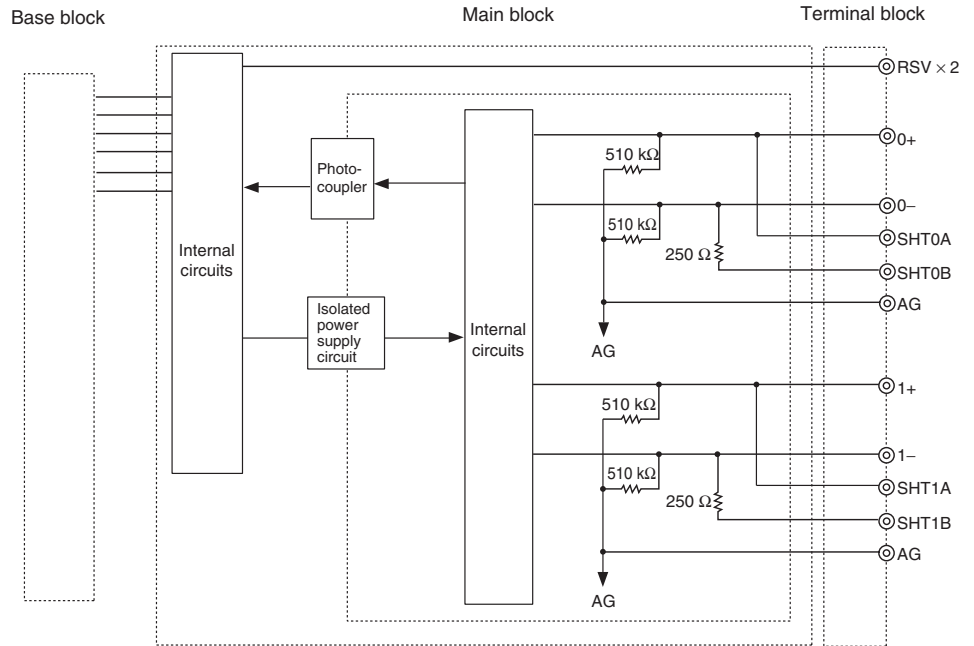 Base block
Main block
Terminal block
RSV × 2
0+
510 kΩ
Photo-
coupler
0−
510 kΩ
SHT0A
250 Ω
Internal
circuits
SHT0B
Isolated
power
supply
circuit
AG
Internal
circuits
AG
1+
510 kΩ
1−
510 kΩ
SHT1A
250 Ω
SHT1B
AG
AG